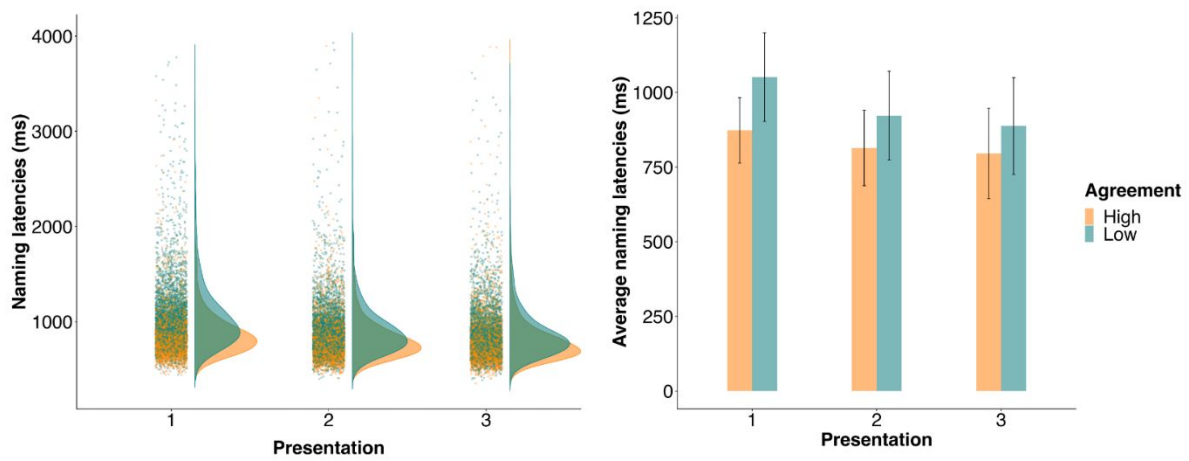 Naming latencies (ms)
4000
3000
2000
1000
1
2
3
Presentation
Average naming latencies (ms)
1250
1000
750
500
250
0
1
2
3
Presentation
Agreement
High
Low